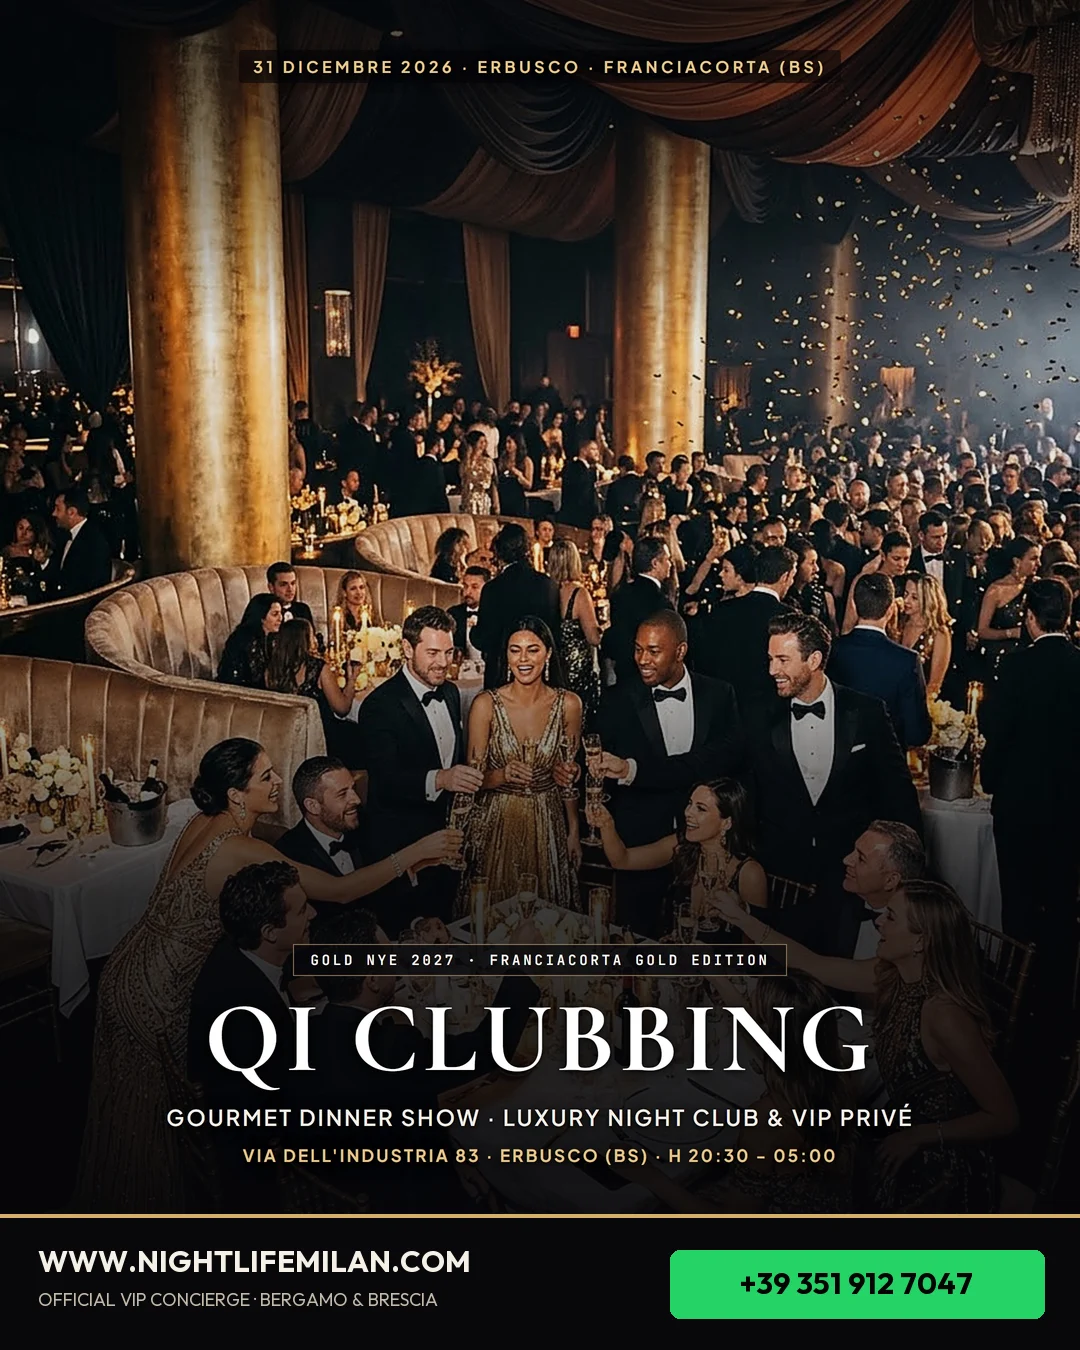 31 DICEMBRE 2026 · ERBUSCO · FRANCIACORTA (BS)
GOLD NYE 2027 · FRANCIACORTA GOLD EDITION
QI CLUBBING
GOURMET DINNER SHOW · LUXURY NIGHT CLUB & VIP PRIVÉ
VIA DELL'INDUSTRIA 83 · ERBUSCO (BS) · H 20:30 – 05:00
WWW.NIGHTLIFEMILAN.COM
OFFICIAL VIP CONCIERGE · BERGAMO & BRESCIA
+39 351 912 7047